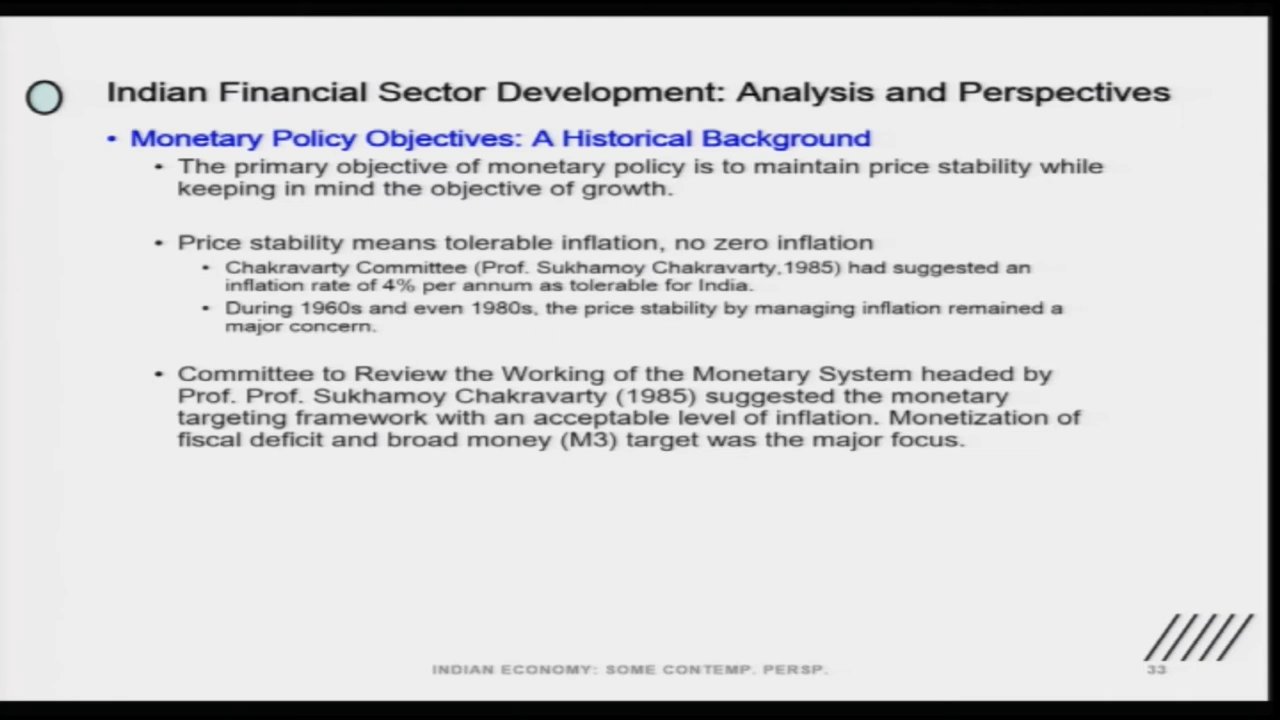 Indian Financial Sector Development: Analysis and Perspectives
• Monetary Policy Objectives: A Historical Background
• The primary objective of monetary policy is to maintain price stability while
keeping in mind the objective of growth.
• Price stability means tolerable inflation, no zero inflation
• Chakravarty Committee (Prof. Sukhamoy Chakravarty,1985) had suggested an
inflation rate of 4% per annum as tolerable for India.
• During 1960s and even 1980s, the price stability by managing inflation remained a
major concern.
• Committee to Review the Working of the Monetary System headed by
Prof. Prof. Sukhamoy Chakravarty (1985) suggested the monetary
targeting framework with an acceptable level of inflation. Monetization of
fiscal deficit and broad money (M3) target was the major focus.
INDIAN ECONOMY: SOME CONTEMP. PERSP.
33